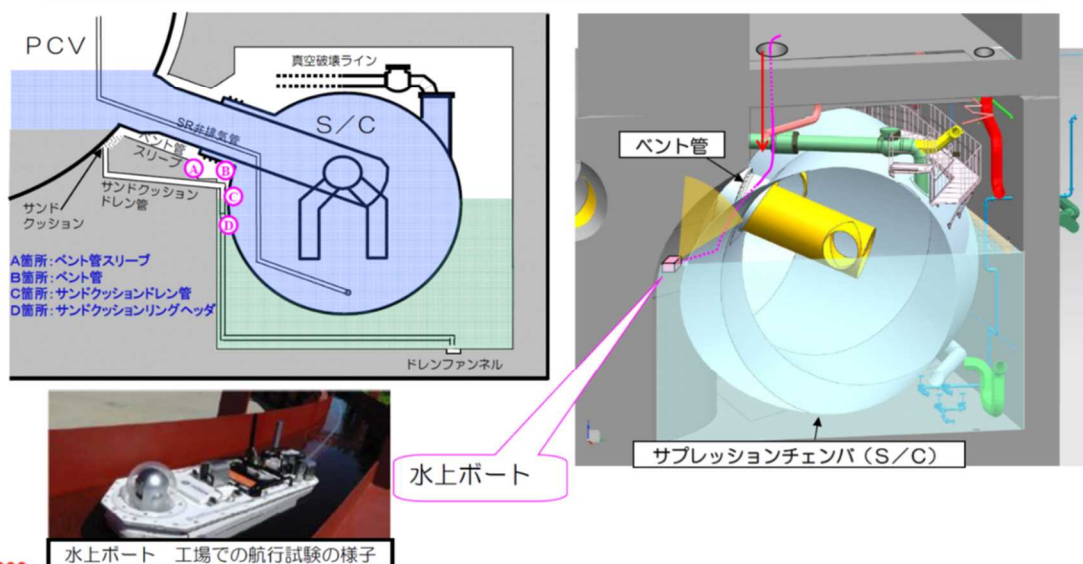 PCV
真空破壊ライン
S/C
SR弁排気管
ベント管
スリーブ
サンドクッション
ドレン管
サンド
クッション
A
B
C
D
A箇所:ベント管スリーブ
B箇所:ベント管
C箇所:サンドクッションドレン管
D箇所:サンドクッションリングヘッダ
ドレンファンネル
ベント管
サプレッションチェンバ(S/C)
水上ボート
水上ボート 工場での航行試験の様子